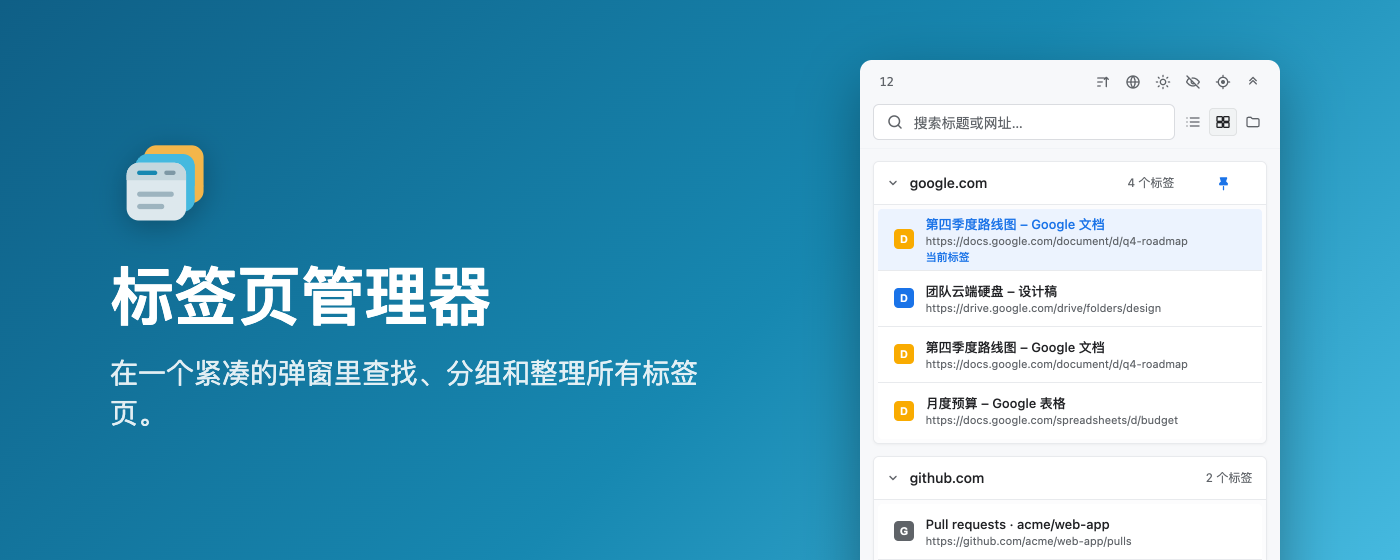 标签页管理器
在一个紧凑的弹窗里查找、分组和整理所有标签
页。
12
搜索标题或网址...
google.com
4 个标签
D
第四季度路线图 – Google 文档
https://docs.google.com/document/d/q4-roadmap
当前标签
D
团队云端硬盘 – 设计稿
https://drive.google.com/drive/folders/design
D
第四季度路线图 – Google 文档
https://docs.google.com/document/d/q4-roadmap
D
月度预算 – Google 表格
https://docs.google.com/spreadsheets/d/budget
github.com
2 个标签
G
Pull requests · acme/web-app
https://github.com/acme/web-app/pulls